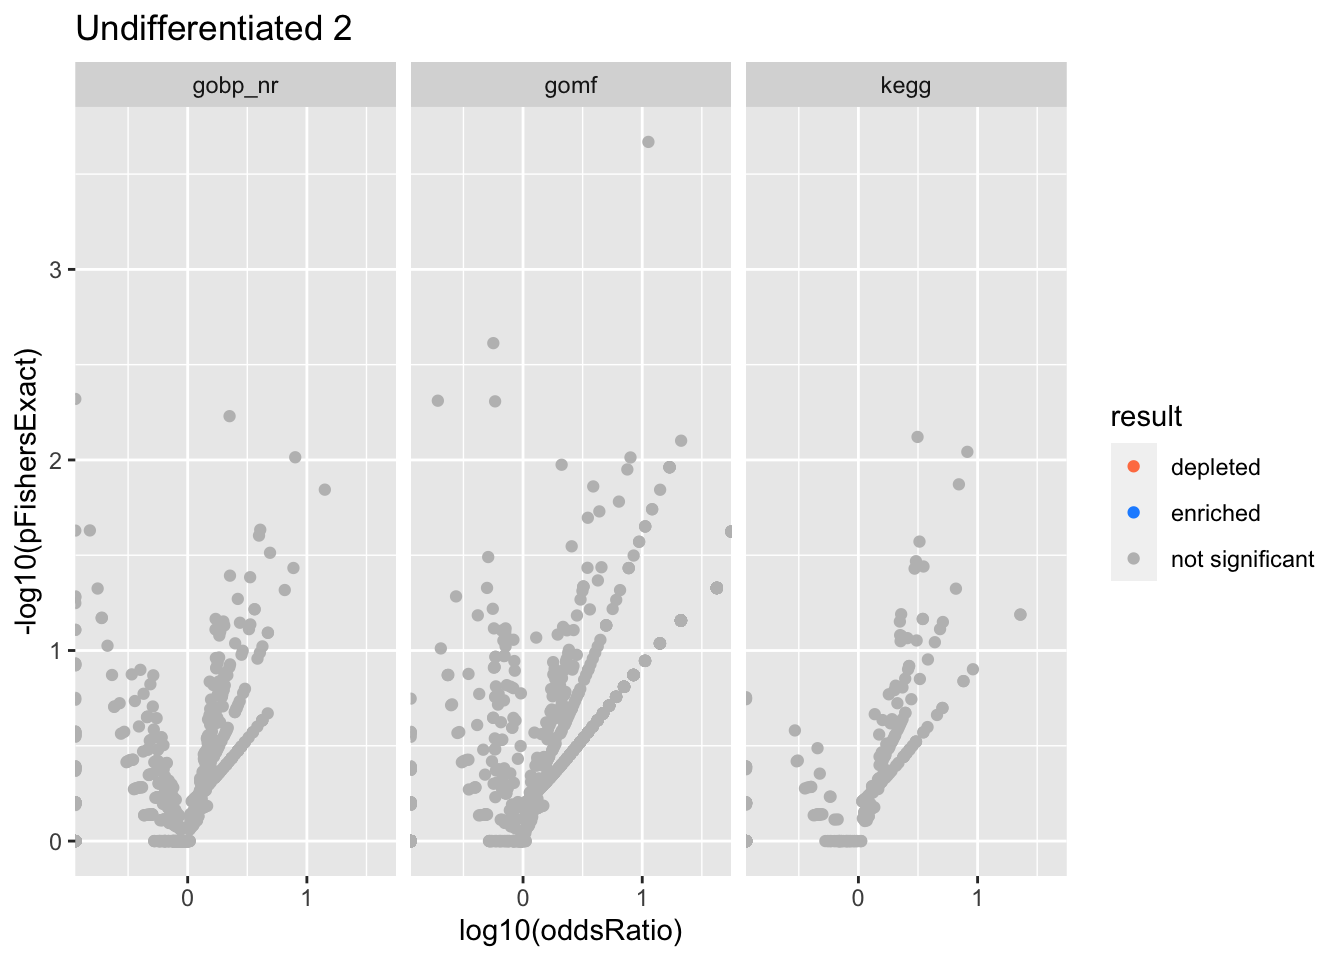 Undifferentiated 2
gobp_nr
gomf
kegg
3
2
1
0
-log10(pFishersExact)
0
1
0
1
0
1
log10(oddsRatio)
result
depleted
enriched
not significant